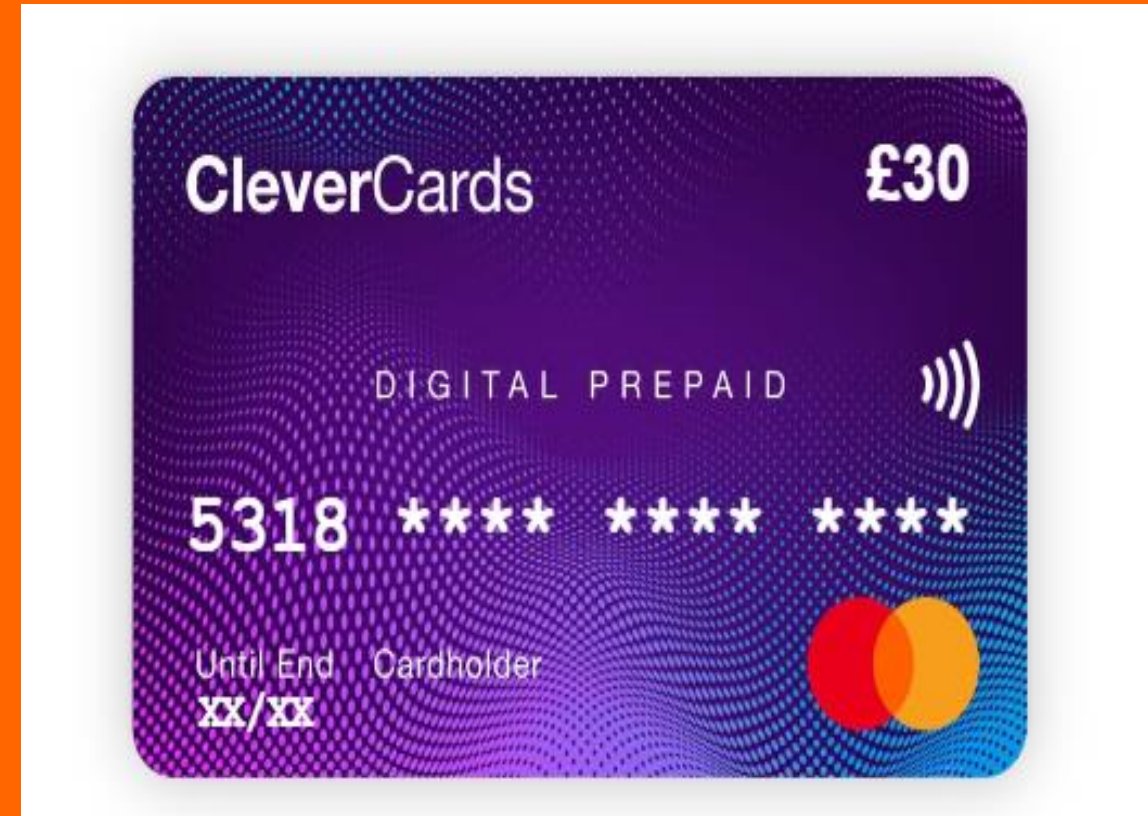 CleverCards £30
DIGITAL PREPAID
5318 **** **** ****
Until End Cardholder
XX/XX